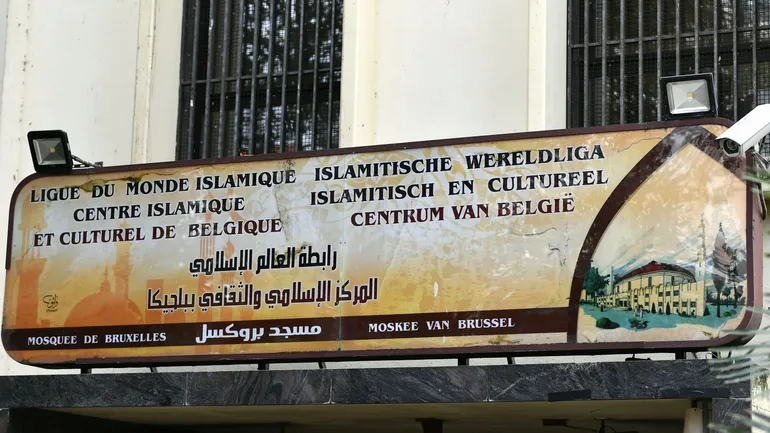 LIGUE DU MONDE ISLAMIQUE
CENTRE ISLAMIQUE
ET CULTUREL DE BELGIQUE
ISLAMITISCHE WERELDLIGA
ISLAMITISCH EN CULTUREEL
CENTRUM VAN BELGIË
رابطة العالم الإسلامي
المركز الإسلامي والثقافي ببلجيكا
MOSQUEE DE BRUXELLES
مسجد بروكسل
MOSKEE VAN BRUSSEL